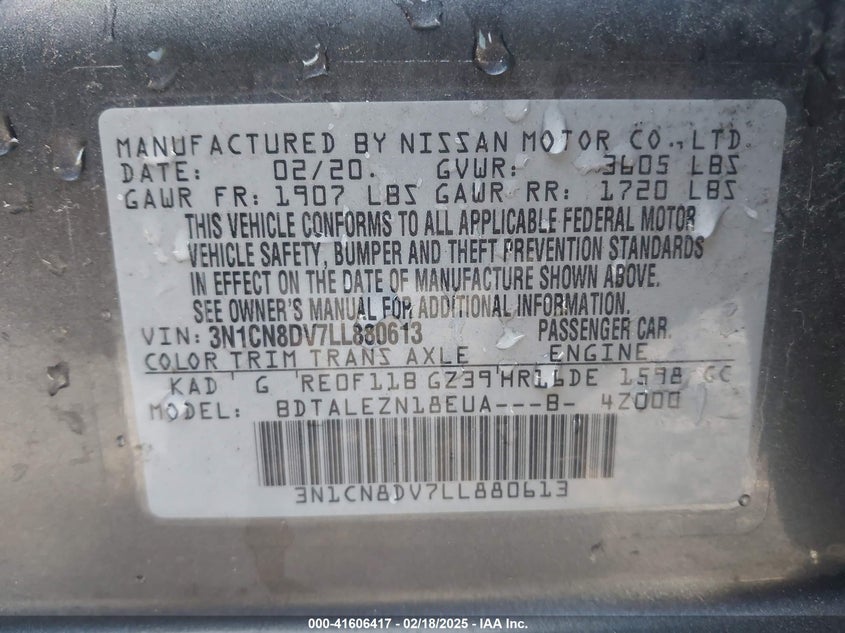 MANUFACTURED BY NISSAN MOTOR CO.,LTD
DATE: 02/20. GVWR: 3605 LBS
GAWR FR: 1907 LBS GAWR RR: 1720 LBS
THIS VEHICLE CONFORMS TO ALL APPLICABLE FEDERAL MOTOR
VEHICLE SAFETY, BUMPER AND THEFT PREVENTION STANDARDS
IN EFFECT ON THE DATE OF MANUFACTURE SHOWN ABOVE.
SEE OWNER'S MANUAL FOR ADDITIONAL INFORMATION.
VIN: 3N1CN8DV7LL880613 PASSENGER CAR.
COLOR TRIM TRANS AXLE ENGINE
KAD G RE0F11B GZ39 HR16DE 1598 CC
MODEL: BDTALEZN18EUA---B- 4Z000
3N1CN8DV7LL880613
000-41606417 - 02/18/2025 - IAA Inc.